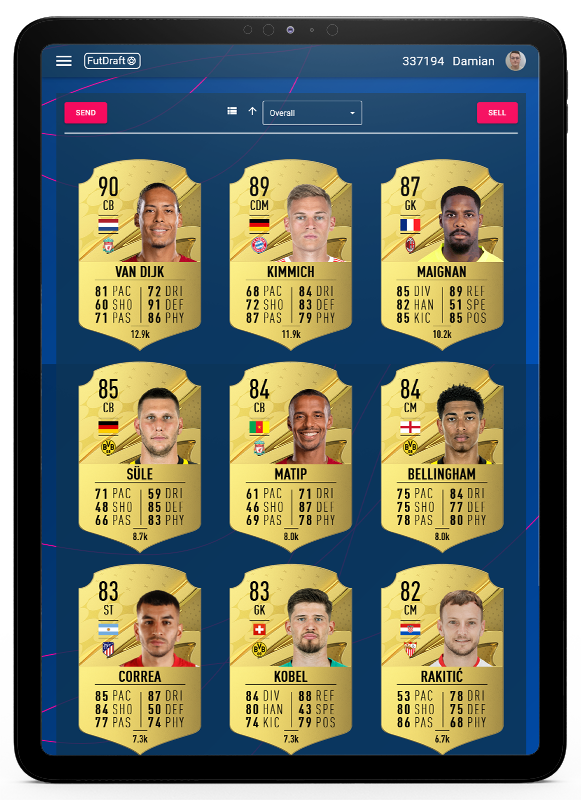 FutDraft 337194 Damian
SEND Overall SELL
90
CB
VAN DIJK
81 PAC 72 DRI
60 SHO 91 DEF
71 PAS 86 PHY
12.9k
89
CDM
KIMMICH
68 PAC 84 DRI
72 SHO 83 DEF
87 PAS 79 PHY
11.9k
87
GK
MAIGNAN
85 DIV 89 REF
82 HAN 51 SPE
85 KIC 85 POS
10.2k
85
CB
SÜLE
71 PAC 59 DRI
48 SHO 85 DEF
66 PAS 83 PHY
8.7k
84
CB
MATIP
61 PAC 71 DRI
46 SHO 87 DEF
69 PAS 78 PHY
8.0k
84
CM
BELLINGHAM
75 PAC 84 DRI
75 SHO 77 DEF
78 PAS 80 PHY
8.0k
83
ST
CORREA
85 PAC 87 DRI
84 SHO 50 DEF
77 PAS 74 PHY
7.3k
83
GK
KOBEL
84 DIV 88 REF
80 HAN 43 SPE
74 KIC 79 POS
7.3k
82
CM
RAKITIĆ
53 PAC 78 DRI
80 SHO 75 DEF
86 PAS 68 PHY
6.7k